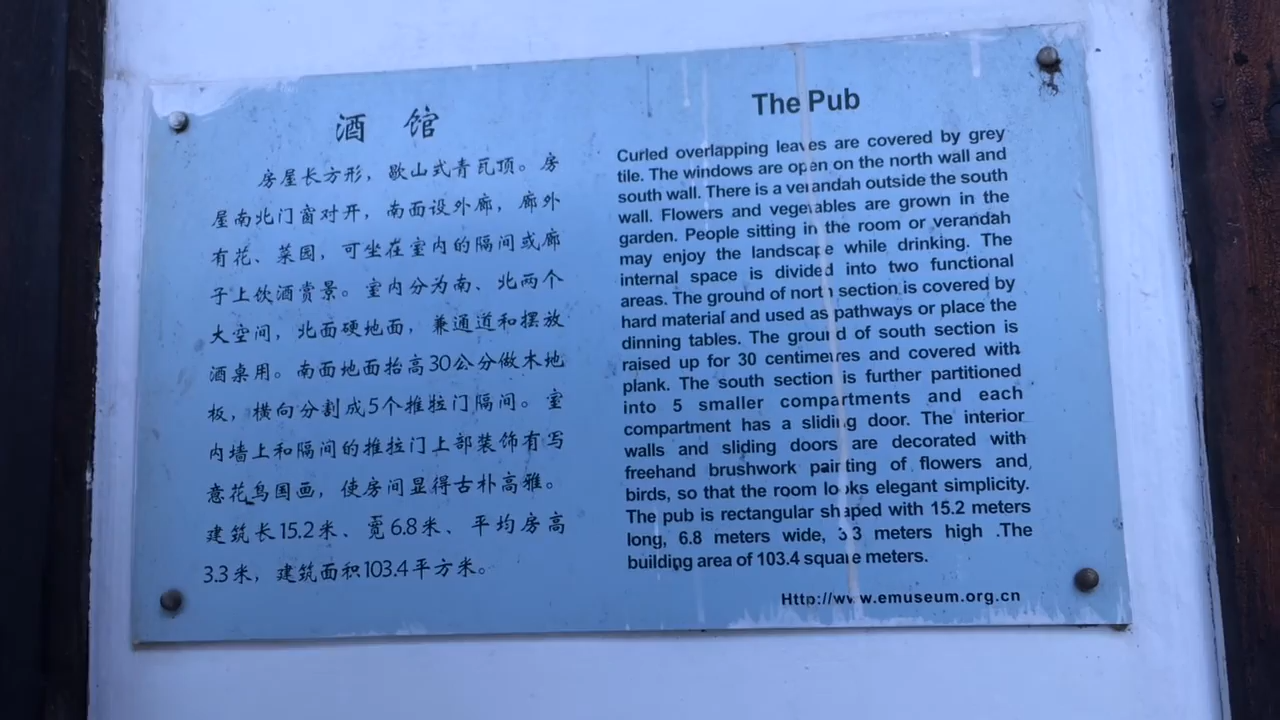 酒 馆
房屋长方形，歇山式青瓦顶。房
屋南北门窗对开，南面设外廊，廊外
有花、菜园，可坐在室内的隔间或廊
子上饮酒赏景。室内分为南、北两个
大空间，北面硬地面，兼通道和摆放
酒桌用。南面地面抬高30公分做木地
板，横向分割成5个推拉门隔间。室
内墙上和隔间的推拉门上部装饰有写
意花鸟国画，使房间显得古朴高雅。
建筑长15.2米、宽6.8米、平均房高
3.3米，建筑面积103.4平方米。
The Pub
Curled overlapping leaves are covered by grey
tile. The windows are open on the north wall and
south wall. There is a verandah outside the south
wall. Flowers and vegetables are grown in the
garden. People sitting in the room or verandah
may enjoy the landscape while drinking. The
internal space is divided into two functional
areas. The ground of north section is covered by
hard material and used as pathways or place the
dinning tables. The ground of south section is
raised up for 30 centimetres and covered with
plank. The south section is further partitioned
into 5 smaller compartments and each
compartment has a sliding door. The interior
walls and sliding doors are decorated with
freehand brushwork painting of flowers and
birds, so that the room looks elegant simplicity.
The pub is rectangular shaped with 15.2 meters
long, 6.8 meters wide, 3.3 meters high .The
building area of 103.4 square meters.
Http://www.emuseum.org.cn